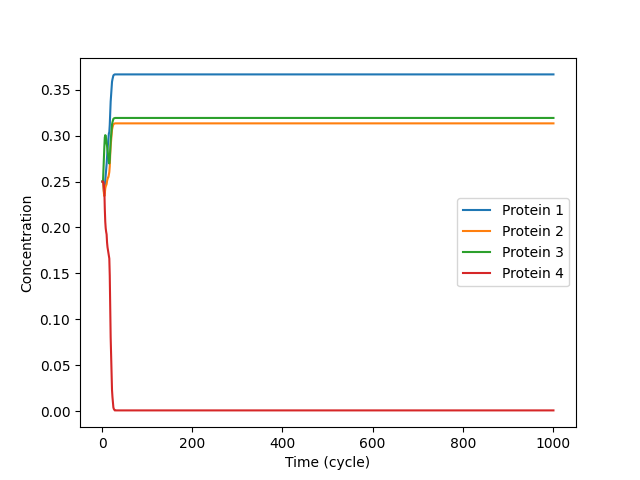 0.35
0.30
0.25
0.20
0.15
0.10
0.05
0.00
Concentration
Protein 1
Protein 2
Protein 3
Protein 4
0 200 400 600 800 1000
Time (cycle)